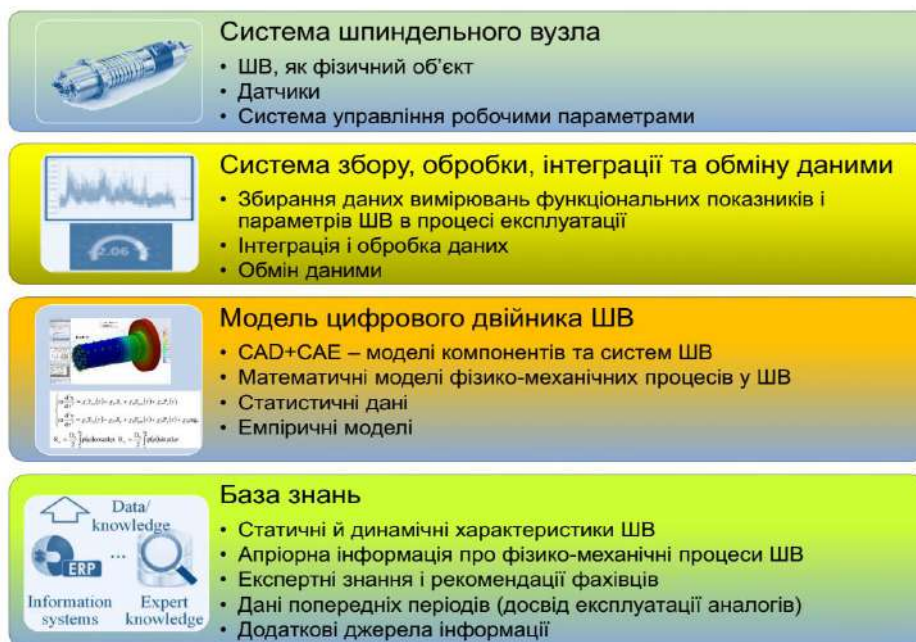 Система шпиндельного вузла
• ШВ, як фізичний об’єкт
• Датчики
• Система управління робочими параметрами
Система збору, обробки, інтеграції та обміну даними
• Збирання даних вимірювань функціональних показників і
параметрів ШВ в процесі експлуатації
• Інтеграція і обробка даних
• Обмін даними
2.06
Модель цифрового двійника ШВ
• CAD+CAE – моделі компонентів та систем ШВ
• Математичні моделі фізико-механічних процесів у ШВ
• Статистичні дані
• Емпіричні моделі
База знань
• Статичні й динамічні характеристики ШВ
• Апріорна інформація про фізико-механічні процеси ШВ
• Експертні знання і рекомендації фахівців
• Дані попередніх періодів (досвід експлуатації аналогів)
• Додаткові джерела інформації
Data/
knowledge
ERP
...
Information
systems
Expert
knowledge